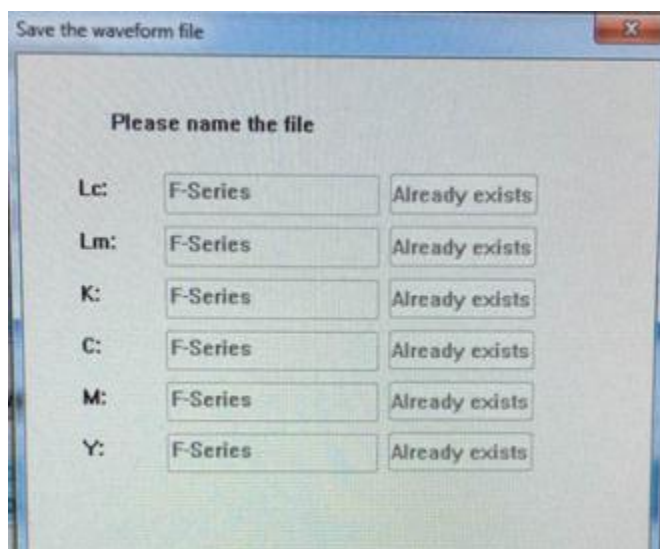 Save the waveform file
Please name the file
Lc: F-Series Already exists
Lm: F-Series Already exists
K: F-Series Already exists
C: F-Series Already exists
M: F-Series Already exists
Y: F-Series Already exists